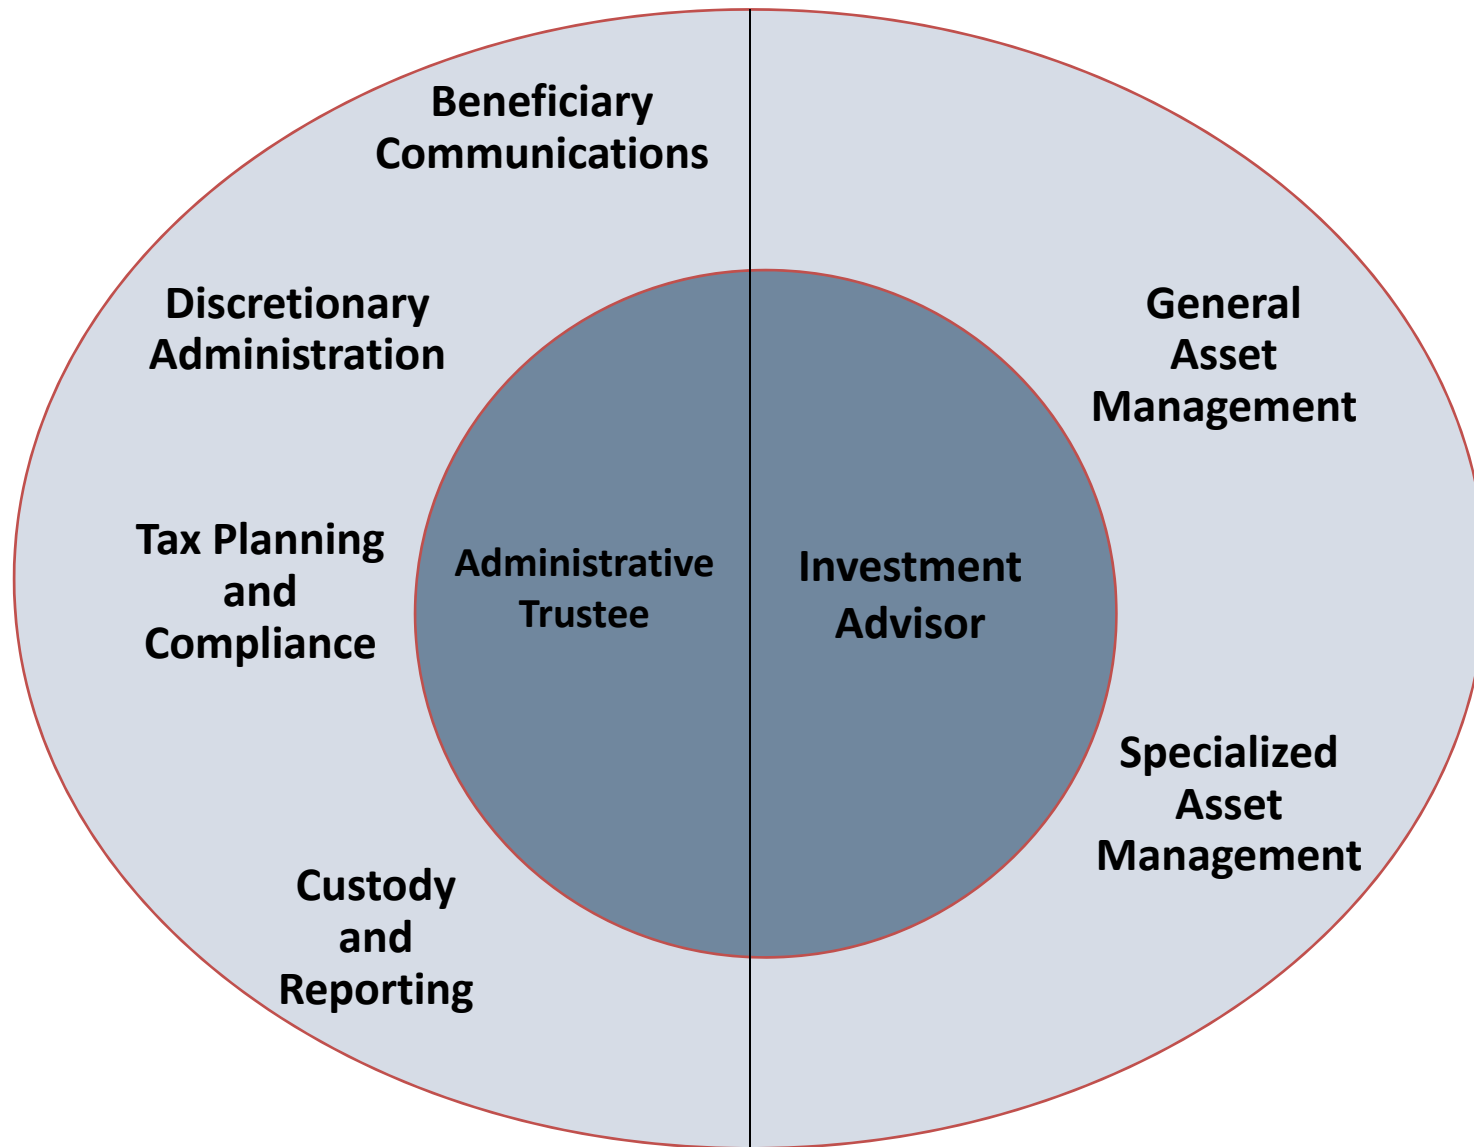 Beneficiary
Communications
Discretionary
Administration
Tax Planning
and
Compliance
Custody
and
Reporting
Administrative
Trustee
Investment
Advisor
General
Asset
Management
Specialized
Asset
Management